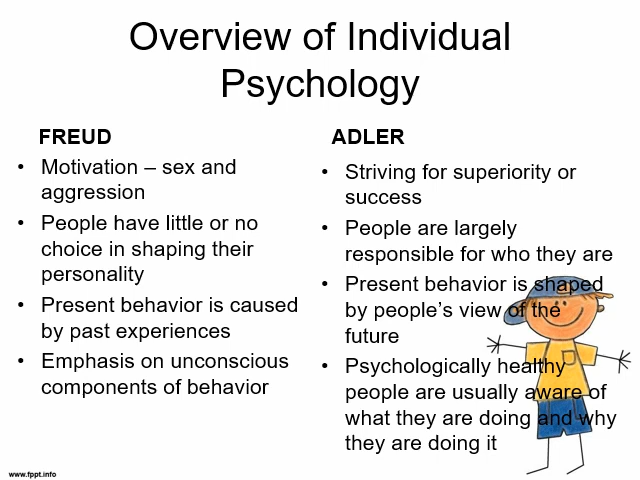 Overview of Individual
Psychology
FREUD
• Motivation – sex and
aggression
• People have little or no
choice in shaping their
personality
• Present behavior is caused
by past experiences
• Emphasis on unconscious
components of behavior
ADLER
• Striving for superiority or
success
• People are largely
responsible for who they are
• Present behavior is shaped
by people’s view of the
future
• Psychologically healthy
people are usually aware of
what they are doing and why
they are doing it
www.fppt.info